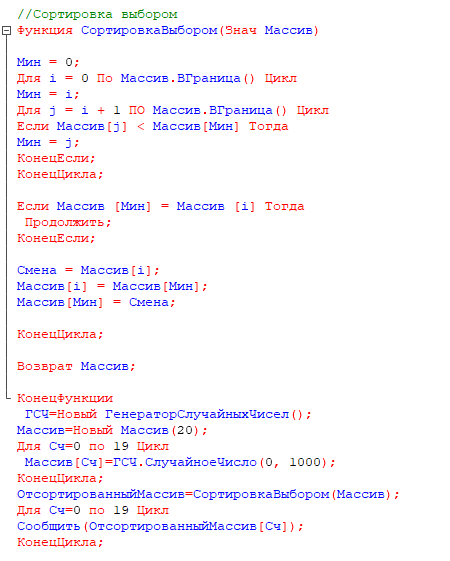 //Сортировка выбором
Функция СортировкаВыбором(Знач Массив)
Мин = 0;
Для i = 0 По Массив.ВГраница() Цикл
Мин = i;
Для j = i + 1 ПО Массив.ВГраница() Цикл
Если Массив[j] < Массив[Мин] Тогда
Мин = j;
КонецЕсли;
КонецЦикла;
Если Массив [Мин] = Массив [i] Тогда
Продолжить;
КонецЕсли;
Смена = Массив[i];
Массив[i] = Массив[Мин];
Массив[Мин] = Смена;
КонецЦикла;
Возврат Массив;
КонецФункции
ГСЧ=Новый ГенераторСлучайныхЧисел();
Массив=Новый Массив(20);
Для Сч=0 по 19 Цикл
Массив[Сч]=ГСЧ.СлучайноеЧисло(0, 1000);
КонецЦикла;
ОтсортированныйМассив=СортировкаВыбором(Массив);
Для Сч=0 по 19 Цикл
Сообщить(ОтсортированныйМассив[Сч]);
КонецЦикла;